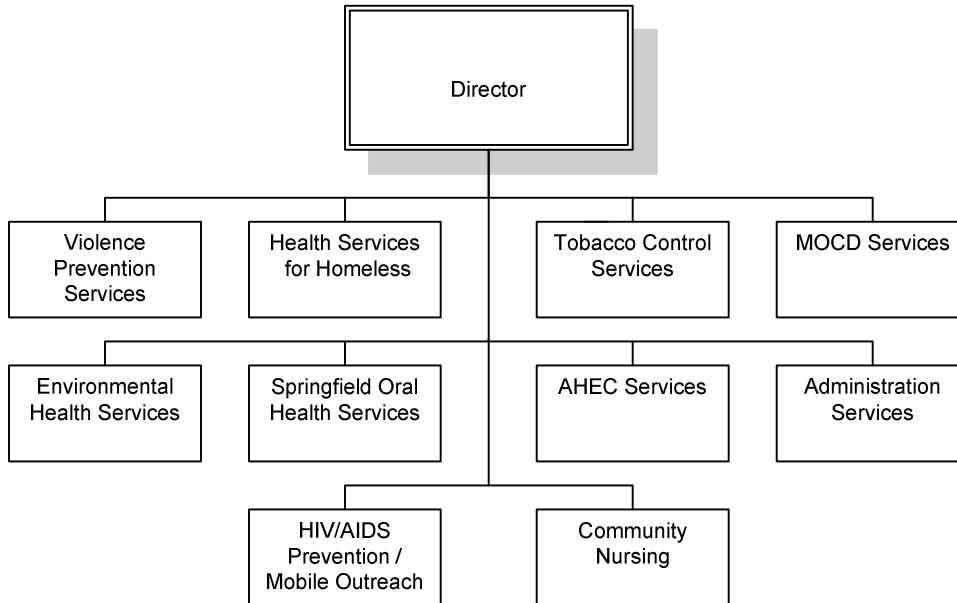 Director
Violence
Prevention
Services
Health Services
for Homeless
Tobacco Control
Services
MOCD Services
Environmental
Health Services
Springfield Oral
Health Services
AHEC Services
Administration
Services
HIV/AIDS
Prevention /
Mobile Outreach
Community
Nursing